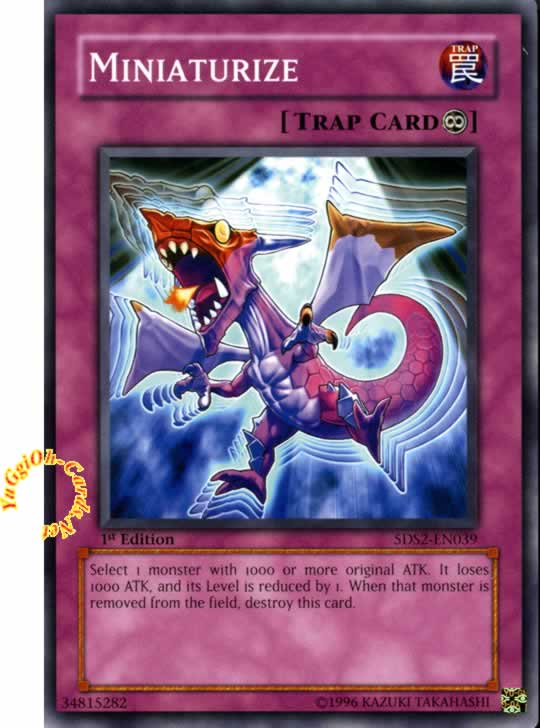 MINIATURIZE
TRAP
罠
[TRAP CARD∞]
YuGgiOh-Cards.Net
1st Edition
5DS2-EN039
Select 1 monster with 1000 or more original ATK. It loses
1000 ATK, and its Level is reduced by 1. When that monster is
removed from the field, destroy this card.
34815282
©1996 KAZUKI TAKAHASHI